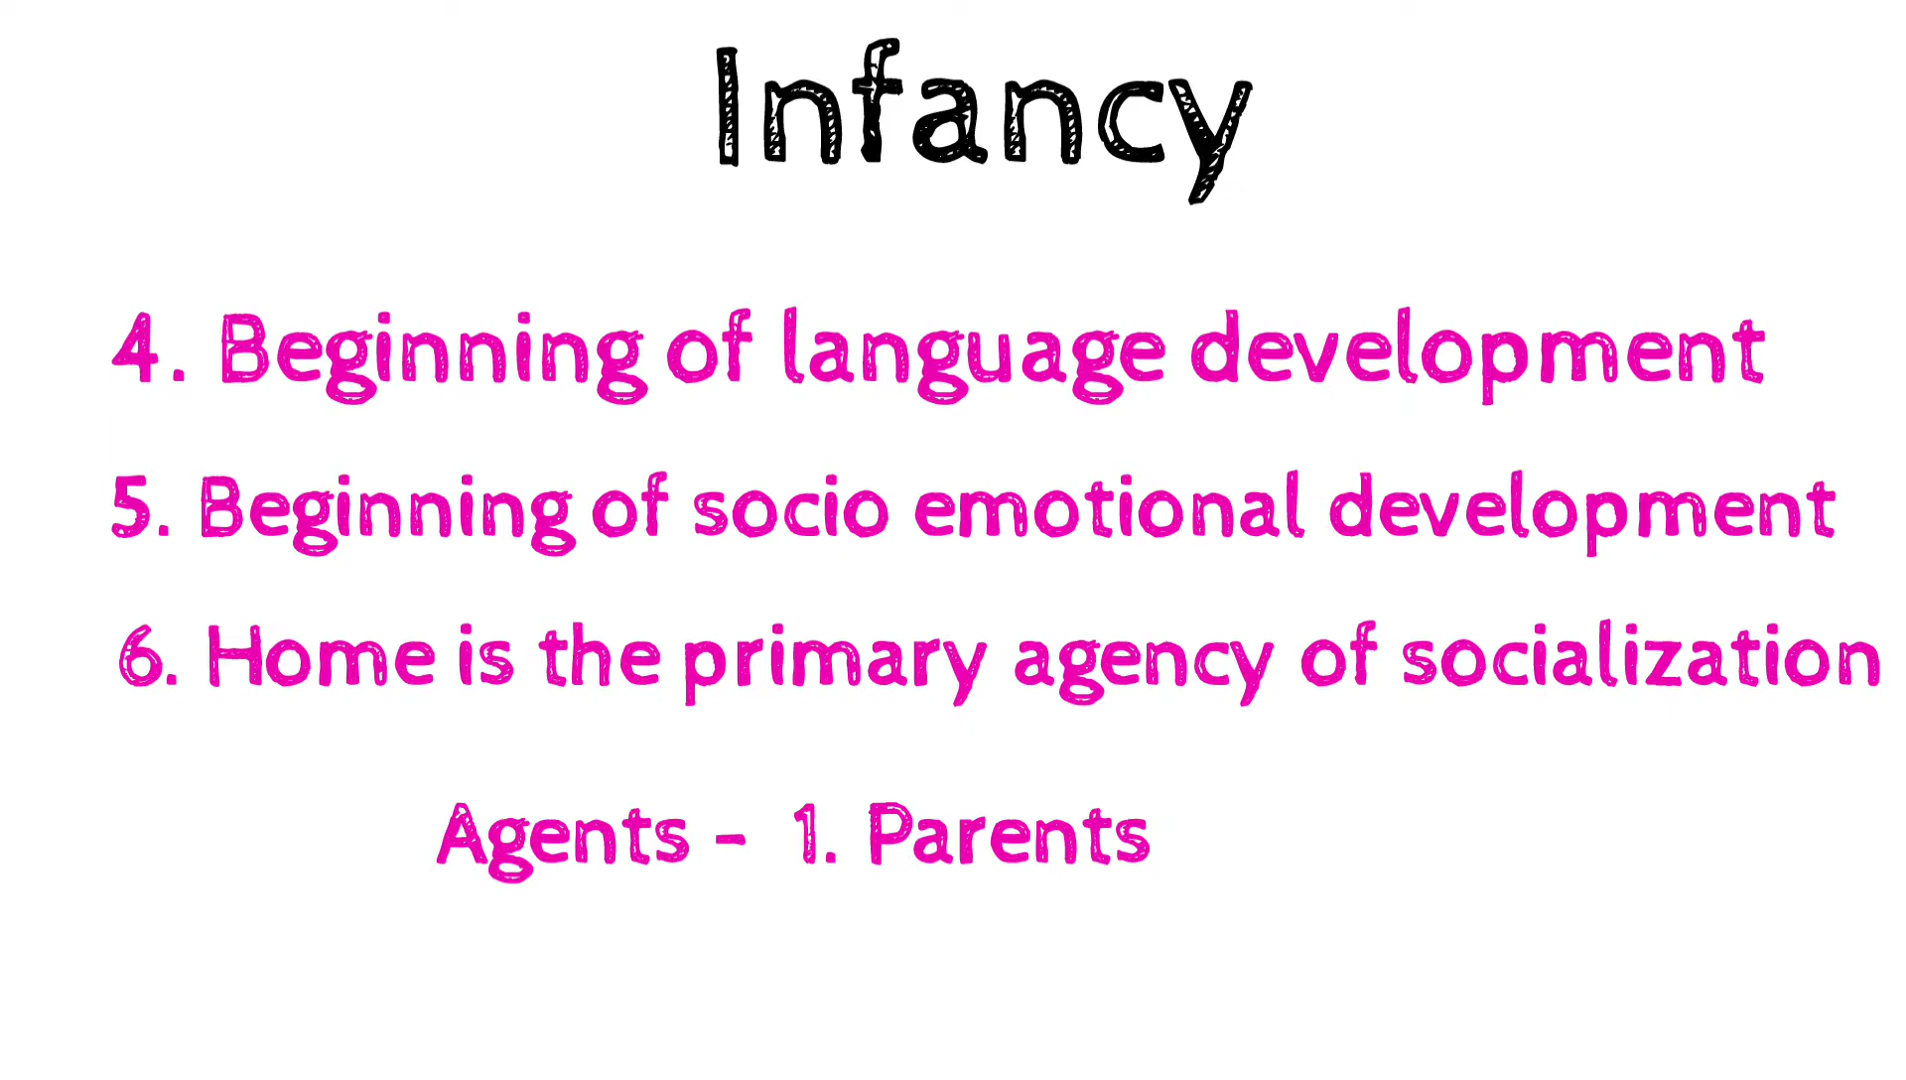 Infancy
4. Beginning of language development
5. Beginning of socio emotional development
6. Home is the primary agency of socialization
Agents - 1. Parents